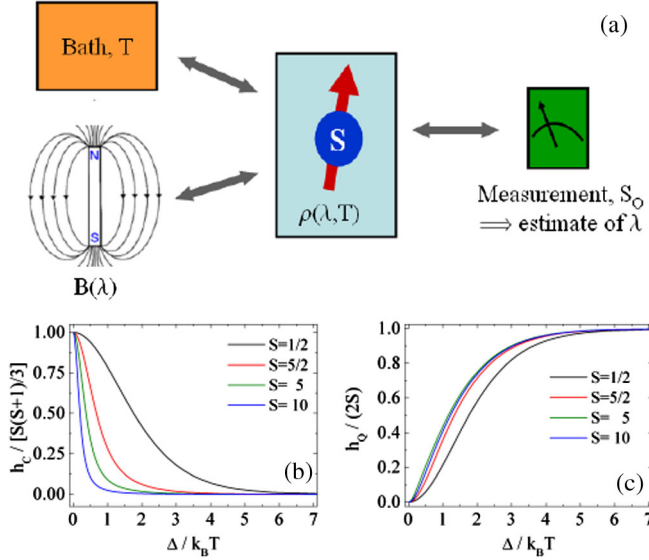 (a)
Bath, T
N
S
B(λ)
S
ρ(λ,T)
Measurement, S_Q
⟹ estimate of λ
h_C / [S(S+1)/3]
1.00
0.75
0.50
0.25
0.00
S=1/2
S=5/2
S= 5
S= 10
(b)
0 1 2 3 4 5 6 7
Δ / k_BT
h_Q / (2S)
1.0
0.8
0.6
0.4
0.2
0.0
S=1/2
S=5/2
S= 5
S= 10
(c)
0 1 2 3 4 5 6 7
Δ / k_BT